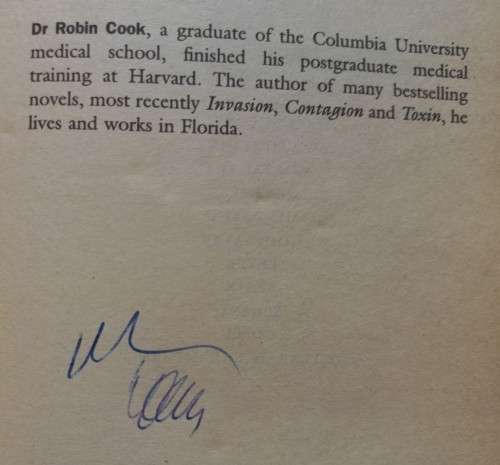 Dr Robin Cook, a graduate of the Columbia University
medical school, finished his postgraduate medical
training at Harvard. The author of many bestselling
novels, most recently Invasion, Contagion and Toxin, he
lives and works in Florida.